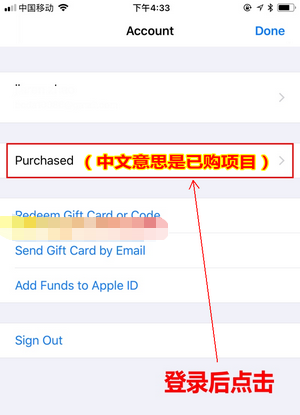 中国移动
下午4:33
Account
Done
Purchased （中文意思是已购项目）
Redeem Gift Card or Code
Send Gift Card by Email
Add Funds to Apple ID
Sign Out
登录后点击